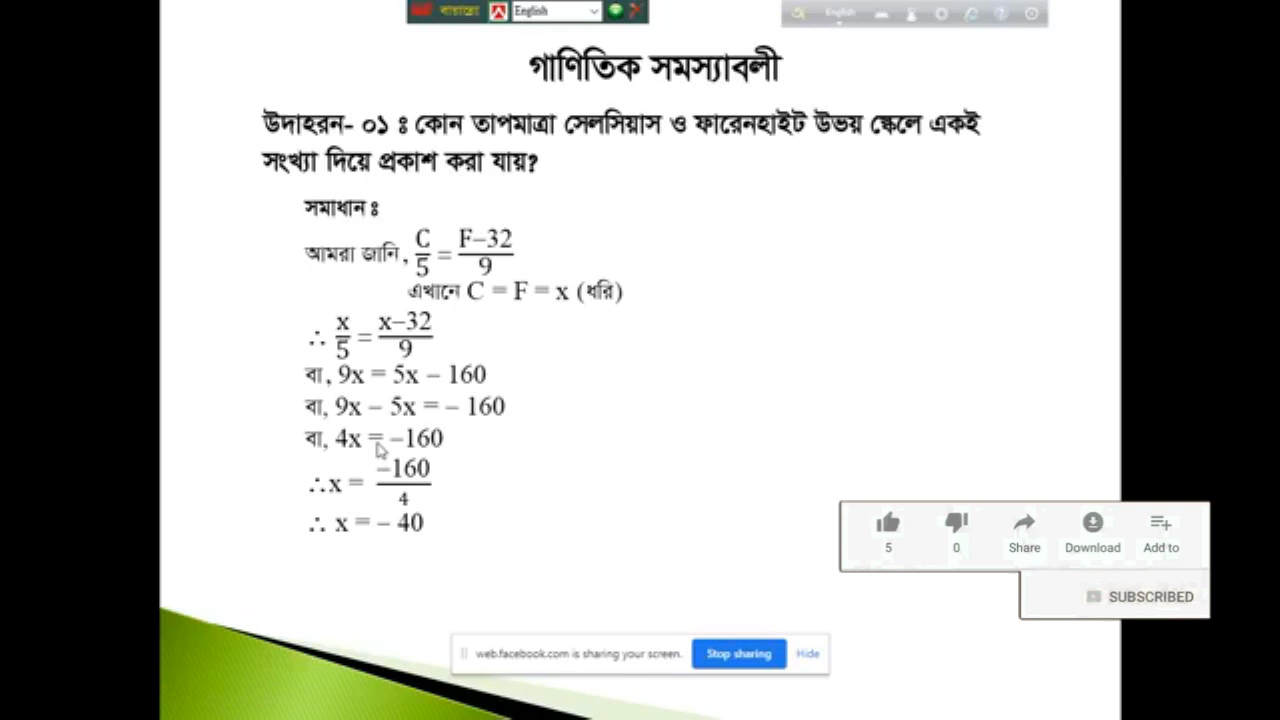 বায়ান্নো English
English
গাণিতিক সমস্যাবলী
উদাহরন- ০১ ঃ কোন তাপমাত্রা সেলসিয়াস ও ফারেনহাইট উভয় স্কেলে একই
সংখ্যা দিয়ে প্রকাশ করা যায়?
সমাধান ঃ
আমরা জানি, C/5 = F–32/9
এখানে C = F = x (ধরি)
∴ x/5 = x–32/9
বা, 9x = 5x – 160
বা, 9x – 5x = – 160
বা, 4x = –160
∴x = –160/4
∴ x = – 40
5 0 Share Download Add to
SUBSCRIBED
web.facebook.com is sharing your screen. Stop sharing Hide